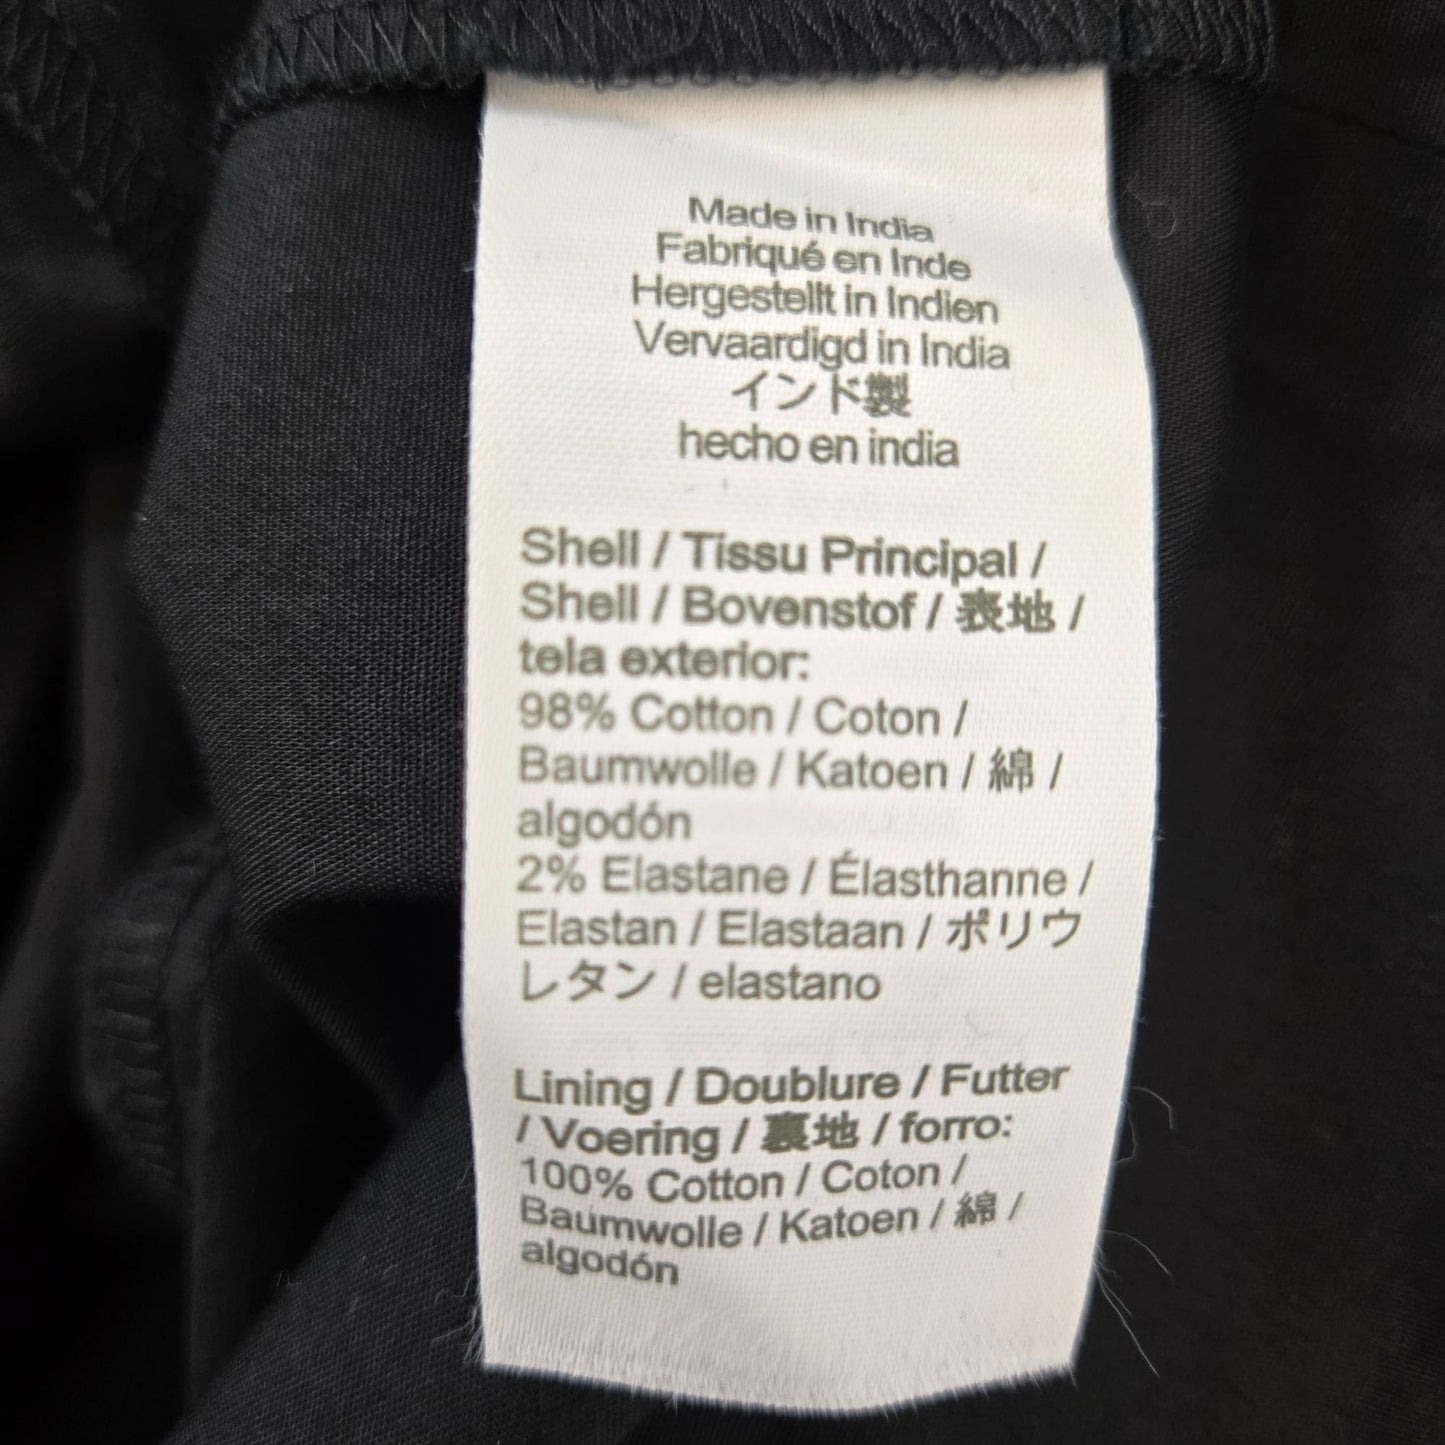 Made in India
Fabriqué en Inde
Hergestellt in Indien
Vervaardigd in India
インド製
hecho en india
Shell / Tissu Principal /
Shell / Bovenstof / 表地 /
tela exterior:
98% Cotton / Coton /
Baumwolle / Katoen / 綿 /
algodón
2% Elastane / Élasthanne /
Elastan / Elastaan / ポリウ
レタン / elastano
Lining / Doublure / Futter
/ Voering / 裏地 / forro:
100% Cotton / Coton /
Baumwolle / Katoen / 綿 /
algodón